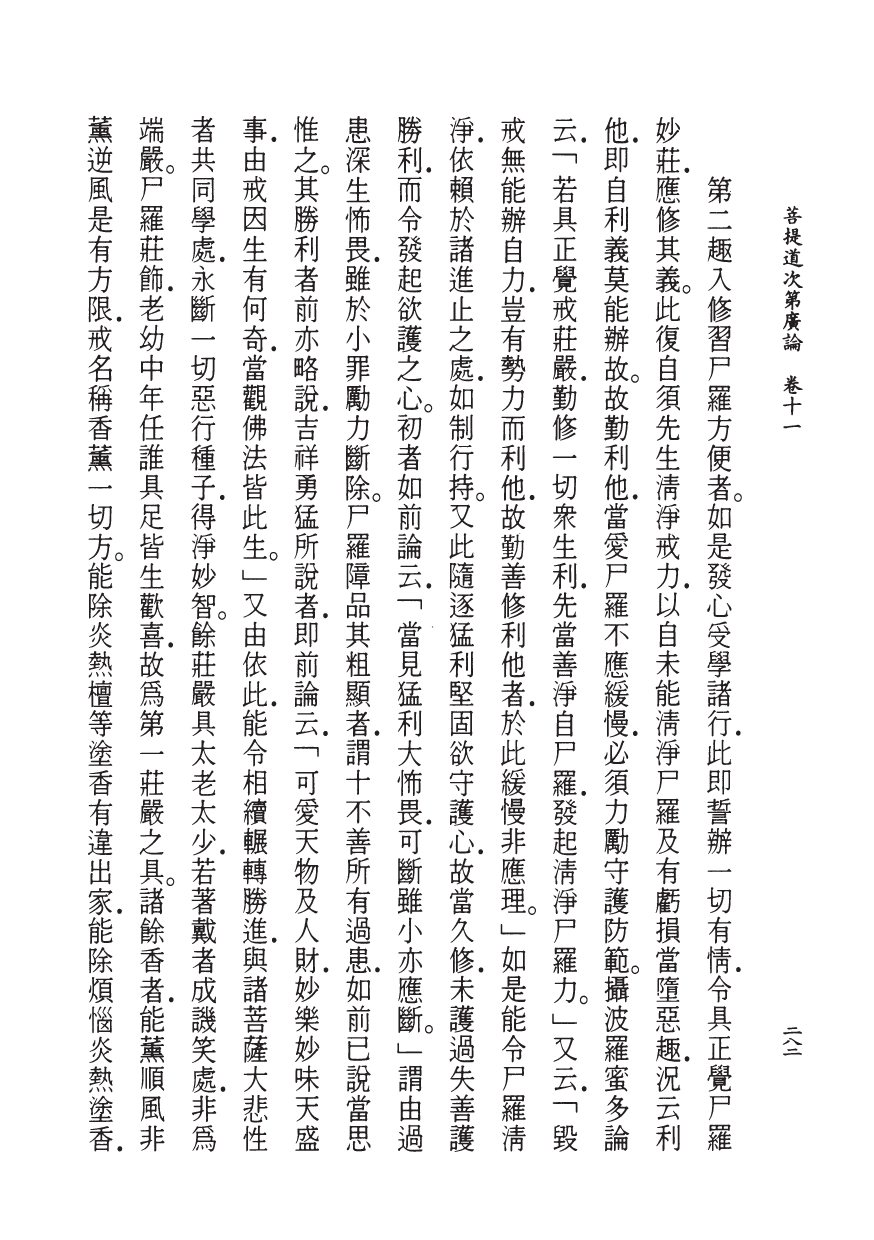 菩提道次第廣論　卷十一
二八二
第二趣入修習尸羅方便者。如是發心受學諸行．此即誓辦一切有情．令具正覺尸羅
妙莊．應修其義。此復自須先生淸淨戒力．以自未能淸淨尸羅及有虧損當墮惡趣．況云利
他．即自利義莫能辦故。故勤利他．當愛尸羅不應緩慢．必須力勵守護防範。攝波羅蜜多論
云．「若具正覺戒莊嚴．勤修一切衆生利．先當善淨自尸羅．發起淸淨尸羅力。」又云．「毀
戒無能辦自力．豈有勢力而利他．故勤善修利他者．於此緩慢非應理。」如是能令尸羅淸
淨．依賴於諸進止之處．如制行持。又此隨逐猛利堅固欲守護心．故當久修．未護過失善護
勝利．而令發起欲護之心。初者如前論云．「當見猛利大怖畏．可斷雖小亦應斷。」謂由過
患深生怖畏．雖於小罪勵力斷除。尸羅障品其粗顯者．謂十不善所有過患．如前已說當思
惟之。其勝利者前亦略說．吉祥勇猛所說者．即前論云．「可愛天物及人財．妙樂妙味天盛
事．由戒因生有何奇．當觀佛法皆此生。」又由依此．能令相續輾轉勝進．與諸菩薩大悲性
者共同學處．永斷一切惡行種子．得淨妙智。餘莊嚴具太老太少．若著戴者成譏笑處．非爲
端嚴。尸羅莊飾．老幼中年任誰具足皆生歡喜．故爲第一莊嚴之具。諸餘香者．能薰順風非
薰逆風是有方限．戒名稱香薰一切方。能除炎熱檀等塗香有違出家．能除煩惱炎熱塗香．